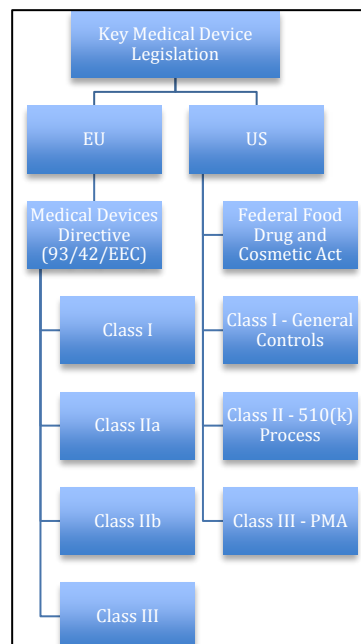 Key Medical Device
Legislation
EU
US
Medical Devices
Directive
(93/42/EEC)
Federal Food
Drug and
Cosmetic Act
Class I
Class I - General
Controls
Class IIa
Class II - 510(k)
Process
Class IIb
Class III - PMA
Class III